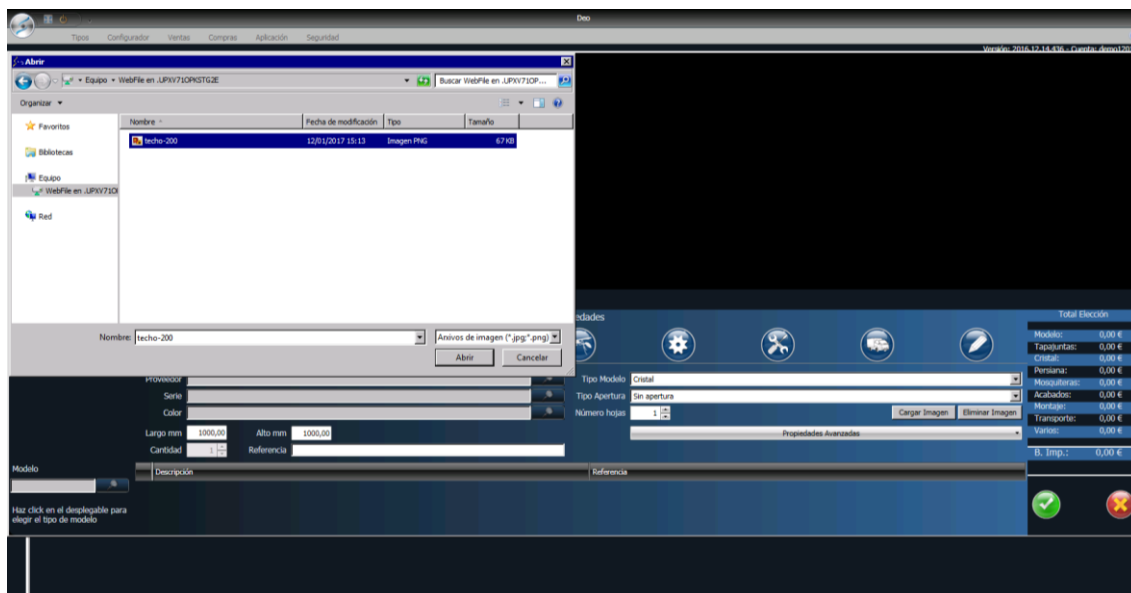 Deo
Tipos Configurador Ventas Compras Aplicación Seguridad
Versión: 2016.12.14.436 - Cuenta: demo1703
Abrir
Equipo WebFile en .UPXV71OPKSTG2E
Buscar WebFile en .UPXV71OP...
Organizar
Favoritos
Bibliotecas
Equipo
WebFile en .UPXV71O
Red
Nombre Fecha de modificación Tipo Tamaño
techo-200 12/01/2017 15:13 Imagen PNG 67 KB
Nombre: techo-200
Arxivos de imagen (*.jpg;*.png)
Abrir Cancelar
edades
Total Elección
Modelo: 0,00 €
Tapajuntas: 0,00 €
Cristal: 0,00 €
Persiana: 0,00 €
Mosquiteras: 0,00 €
Acabados: 0,00 €
Montaje: 0,00 €
Transporte: 0,00 €
Varios: 0,00 €
B. Imp.: 0,00 €
Proveedor
Serie
Color
Largo mm 1000,00 Alto mm 1000,00
Cantidad 1 Referencia
Tipo Modelo Cristal
Tipo Apertura Sin apertura
Número hojas 1 Cargar Imagen Eliminar Imagen
Propiedades Avanzadas
Modelo
Descripción Referencia
Haz click en el desplegable para
elegir el tipo de modelo